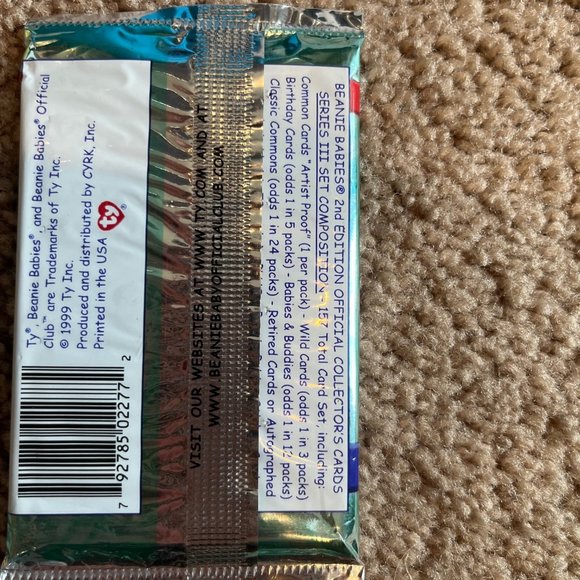 BEANIE BABIES® 2nd EDITION OFFICIAL COLLECTOR'S CARDS
SERIES III SET COMPOSITION - 157 Total Card Set, including:
Common Cards "Artist Proof" (1 per pack) - Wild Cards (odds 1 in 3 packs)
Birthday Cards (odds 1 in 5 packs) - Babies & Buddies (odds 1 in 12 packs)
Classic Commons (odds 1 in 24 packs) - Retired Cards or Autographed
VISIT OUR WEBSITES AT WWW.TY.COM AND AT
WWW.BEANIEBABYOFFICIALCLUB.COM
Ty®, Beanie Babies®, and Beanie Babies® Official
Club™ are Trademarks of Ty Inc.
© 1999 Ty Inc.
Produced and distributed by CYRK, Inc.
Printed in the USA
ty
7 92785 02277 2